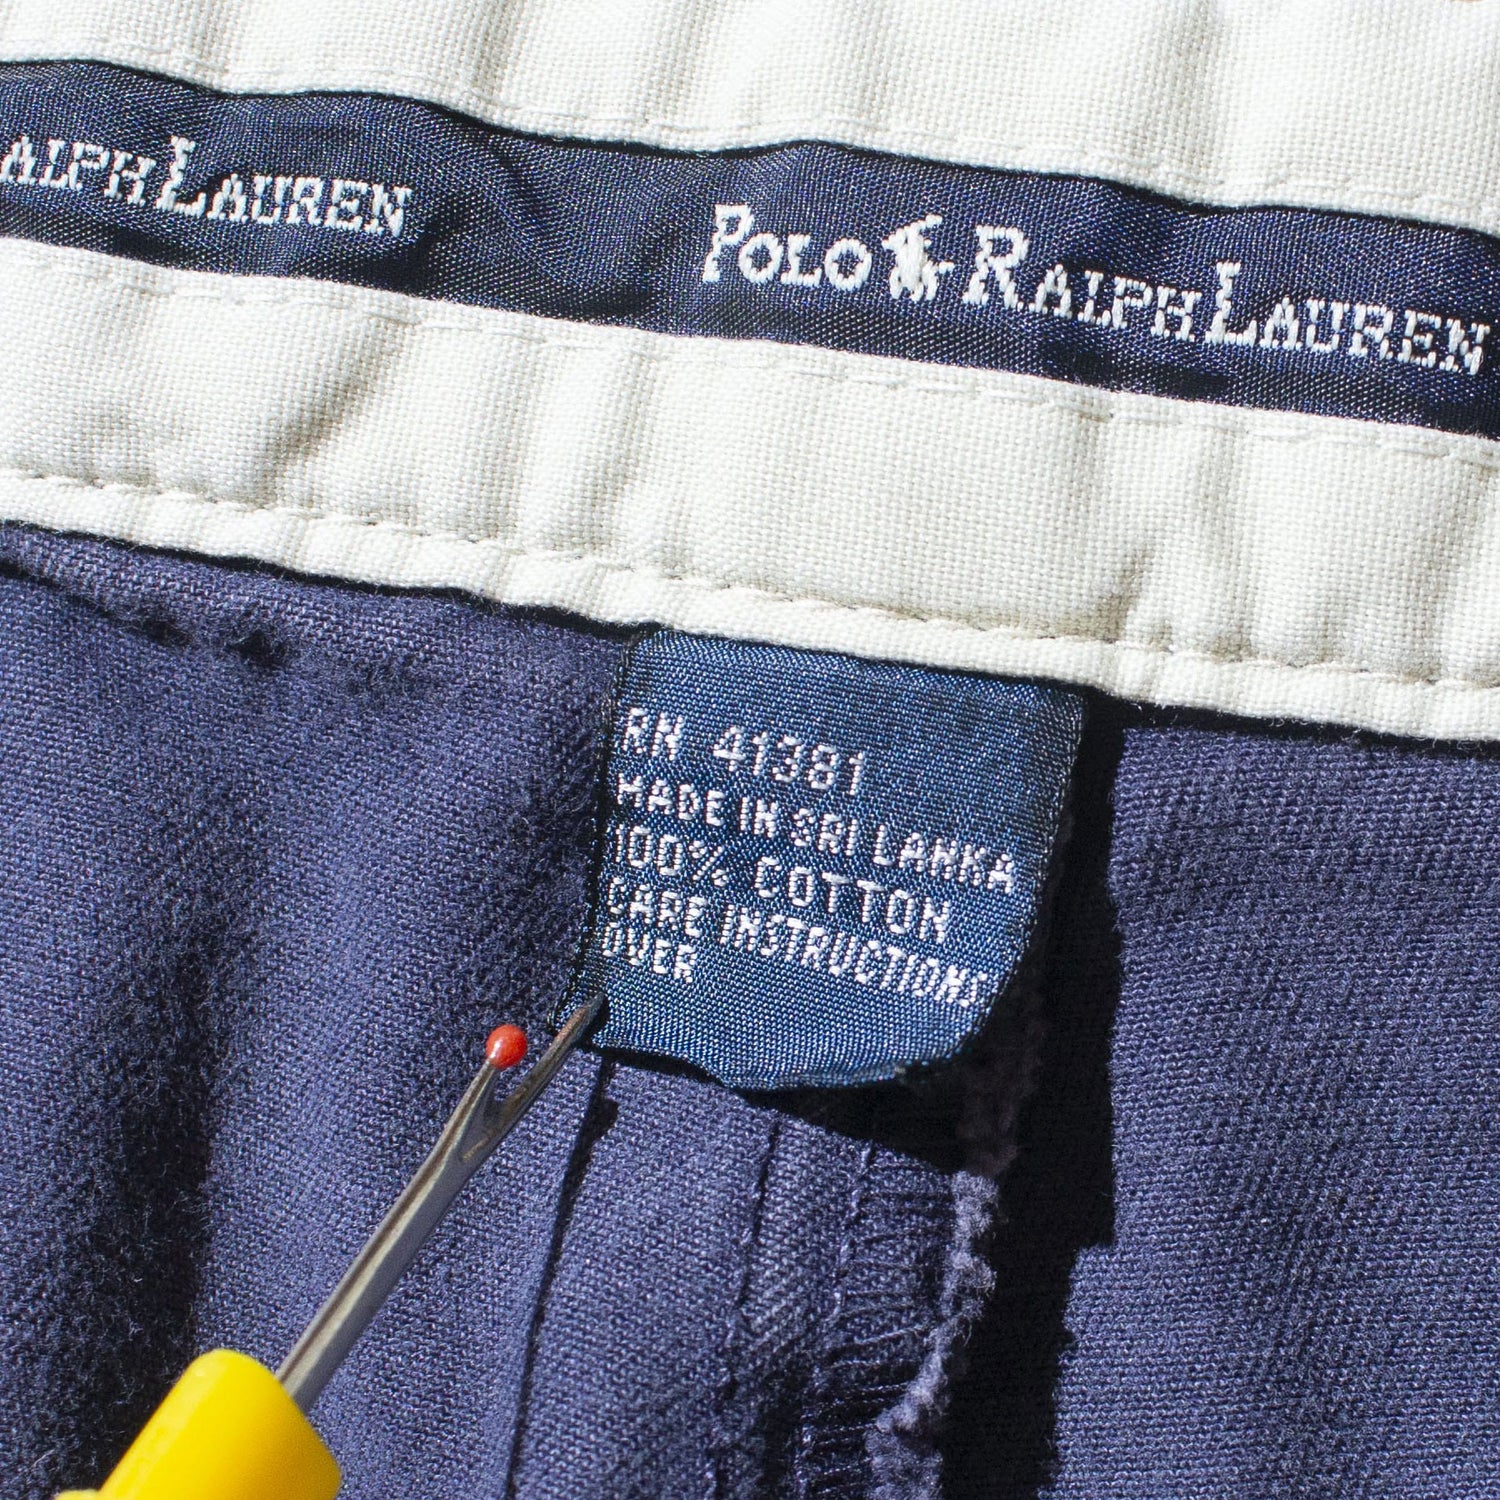 ALPH LAUREN
POLO RALPH LAUREN
RN 41381
MADE IN SRI LANKA
100% COTTON
CARE INSTRUCTIONS
OVER